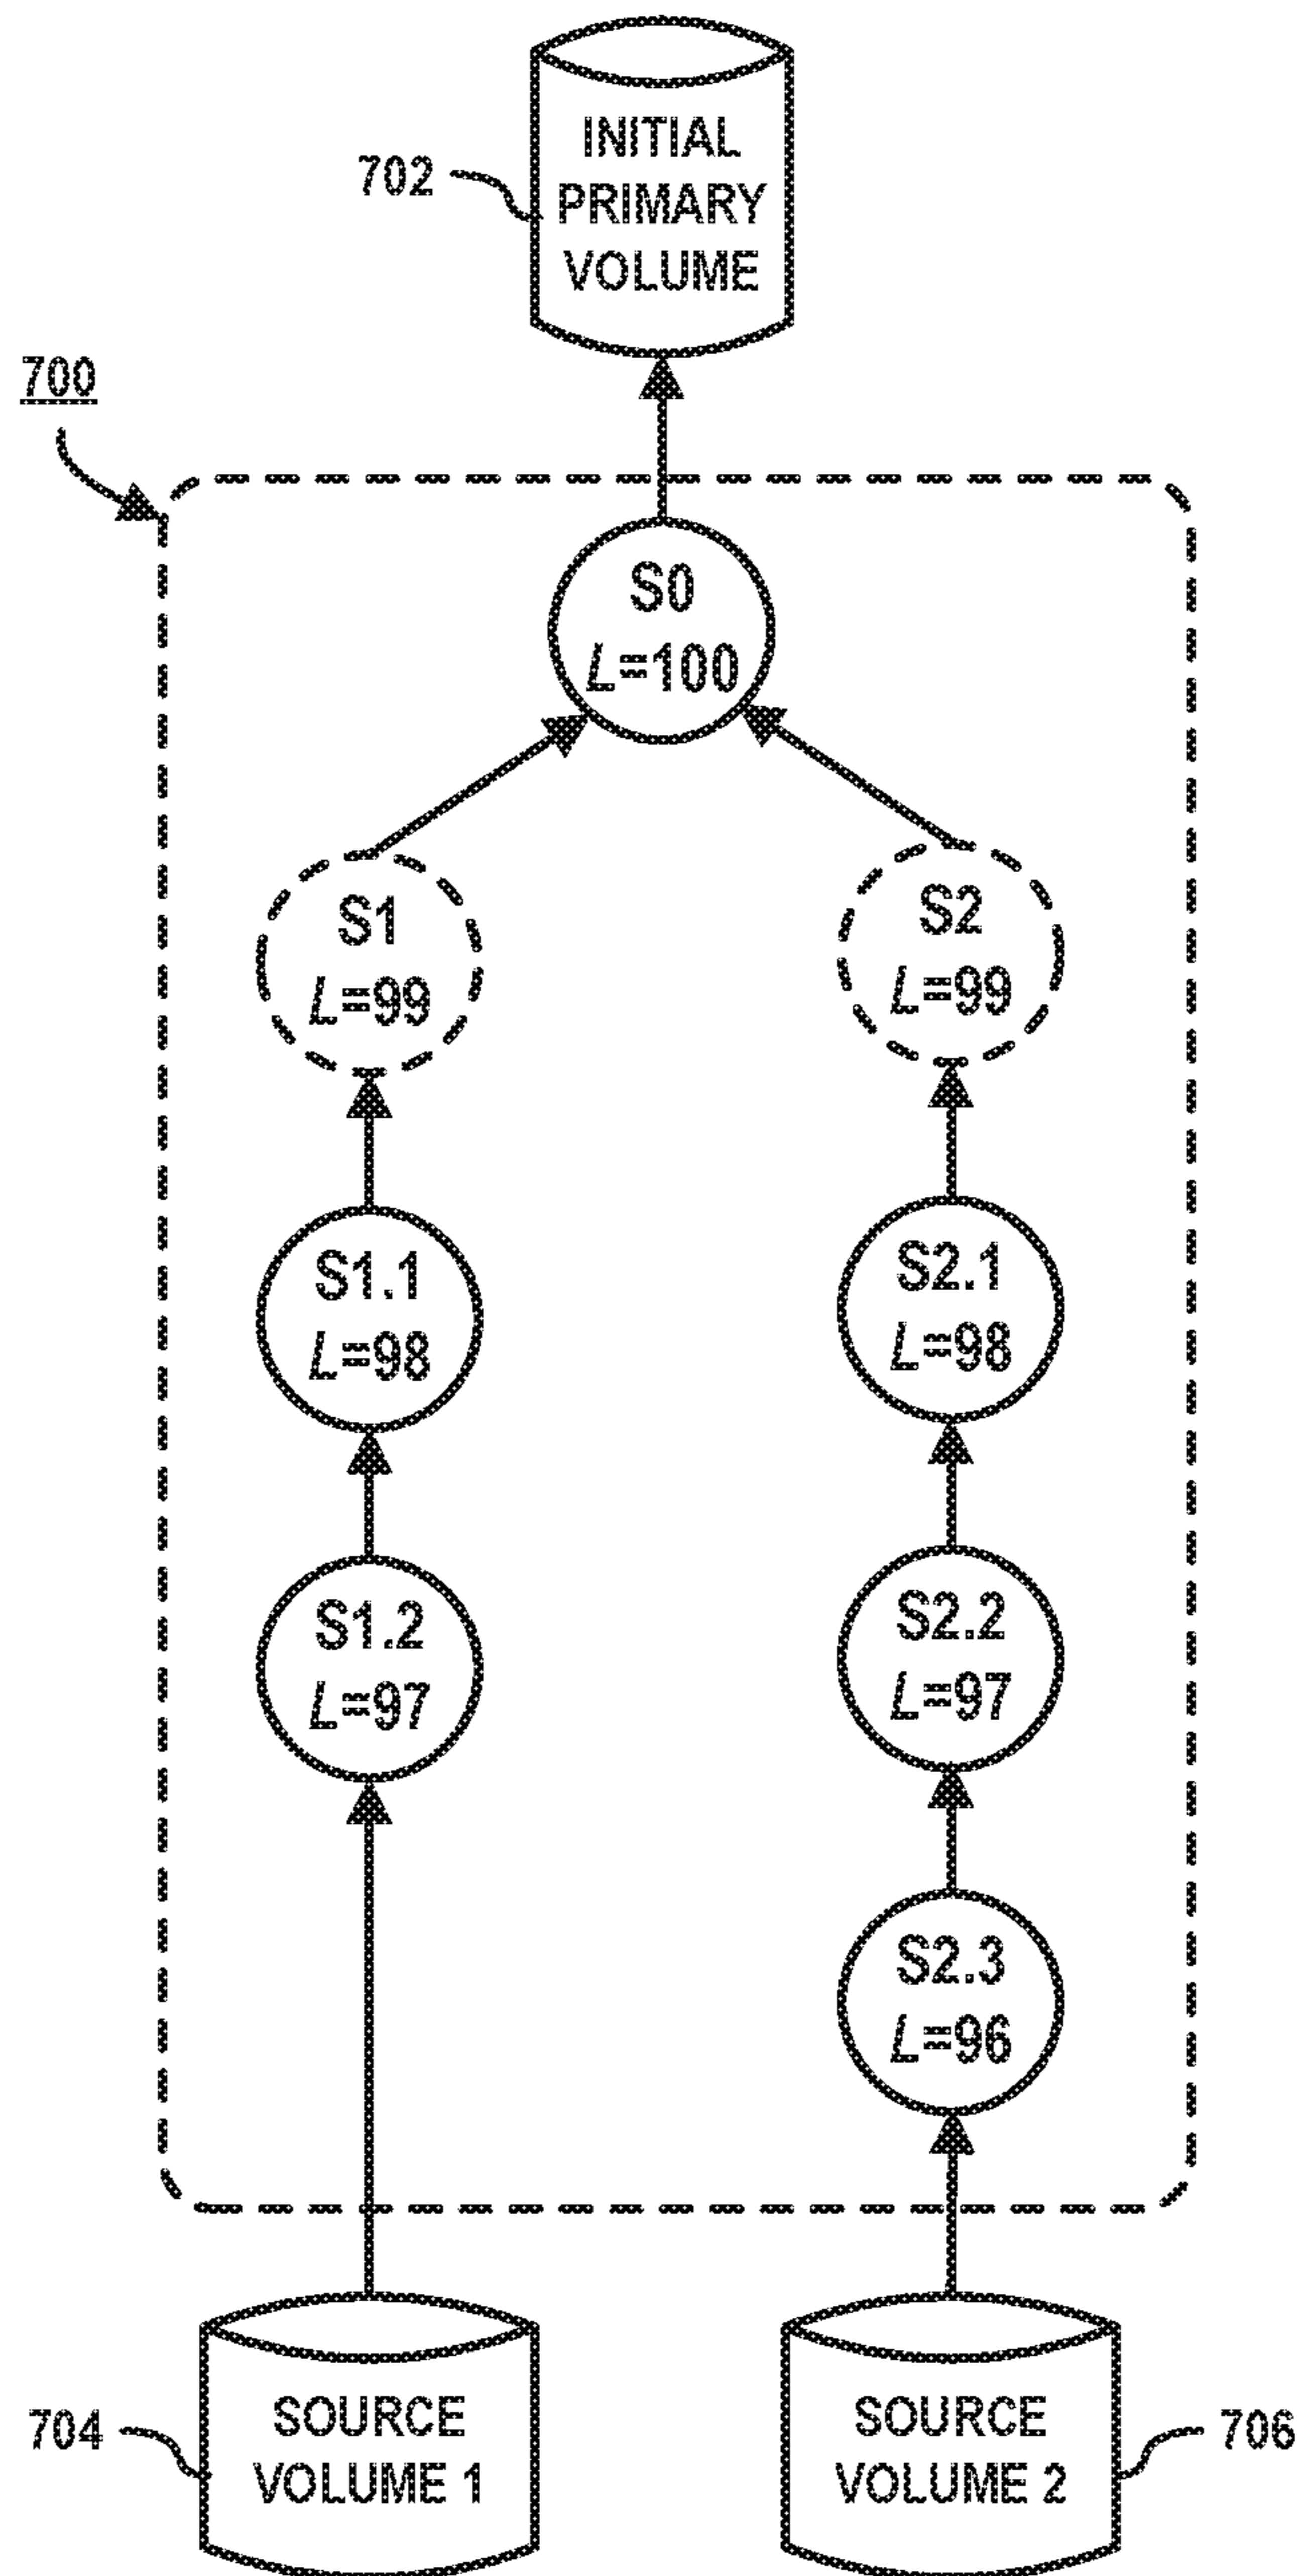 INITIAL
PRIMARY
VOLUME
702
700
S0
L=100
S1
L=99
S2
L=99
S1.1
L=98
S2.1
L=98
S1.2
L=97
S2.2
L=97
S2.3
L=96
704
SOURCE
VOLUME 1
SOURCE
VOLUME 2
706